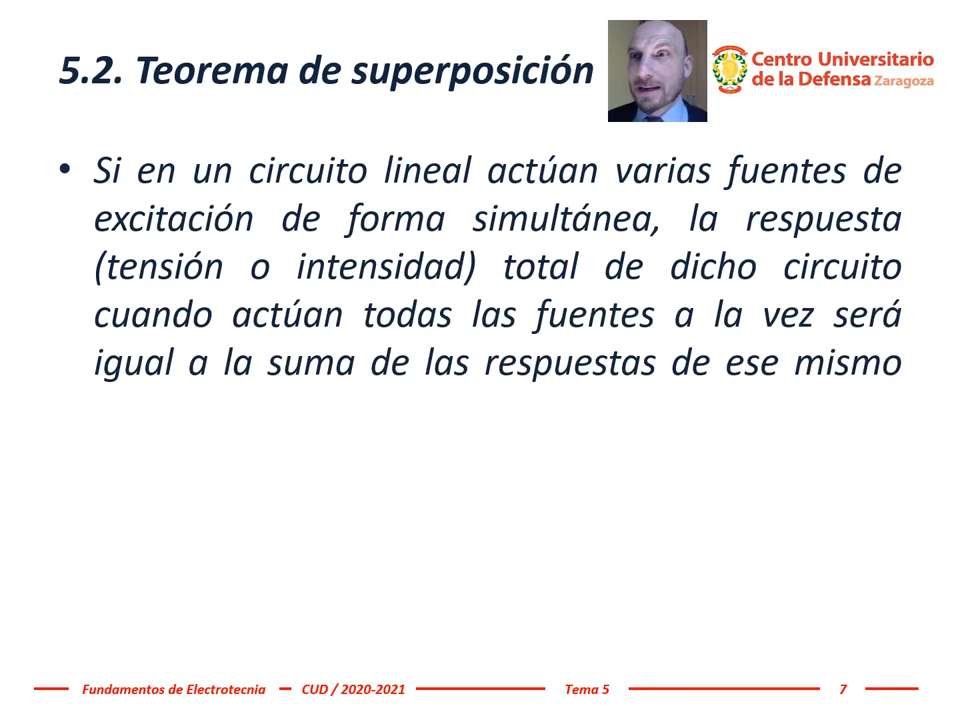 5.2. Teorema de superposición
Centro Universitario
de la Defensa Zaragoza
• Si en un circuito lineal actúan varias fuentes de
excitación de forma simultánea, la respuesta
(tensión o intensidad) total de dicho circuito
cuando actúan todas las fuentes a la vez será
igual a la suma de las respuestas de ese mismo
Fundamentos de Electrotecnia CUD / 2020-2021 Tema 5 7